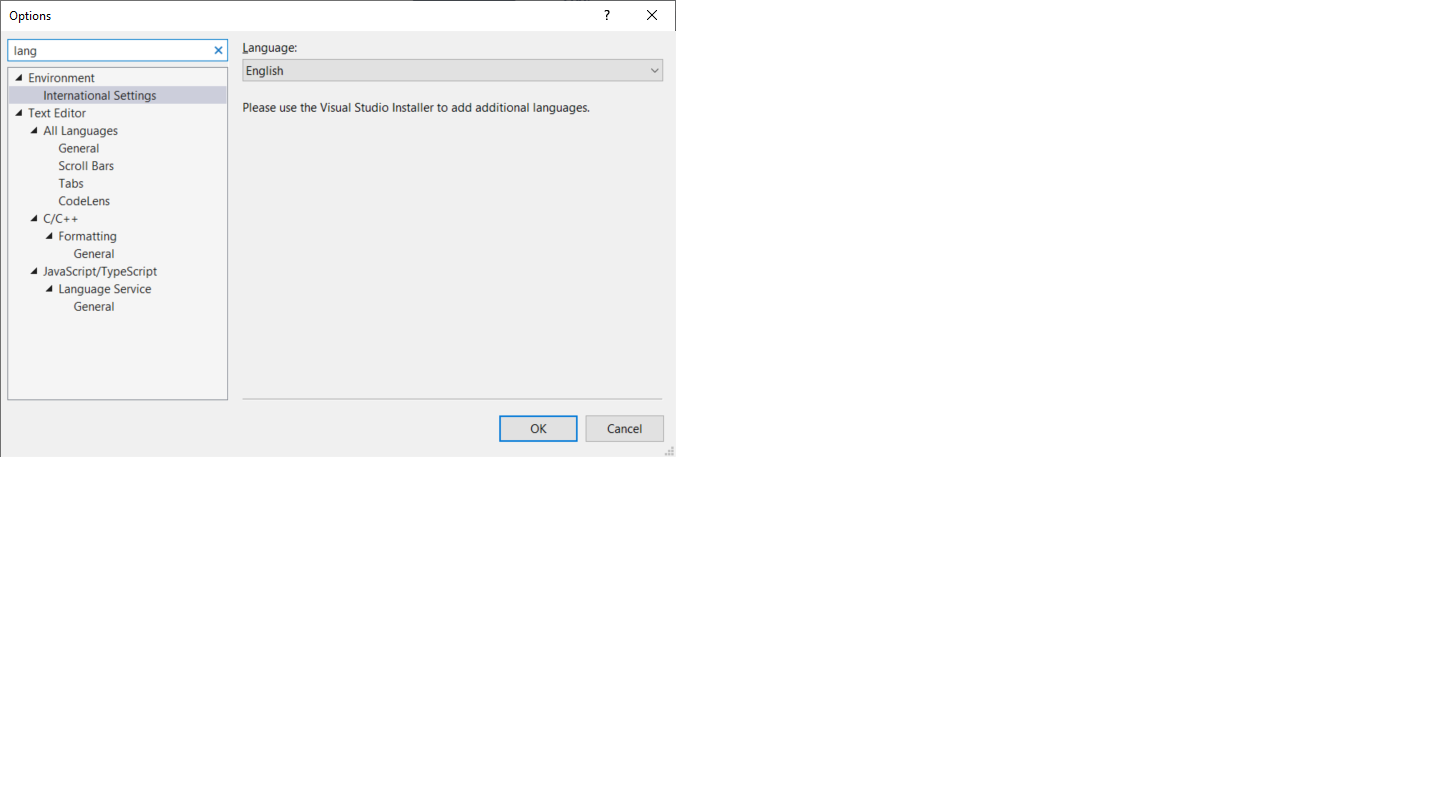 Options
?
lang
Environment
International Settings
Text Editor
All Languages
General
Scroll Bars
Tabs
CodeLens
C/C++
Formatting
General
JavaScript/TypeScript
Language Service
General
Language:
English
Please use the Visual Studio Installer to add additional languages.
OK
Cancel